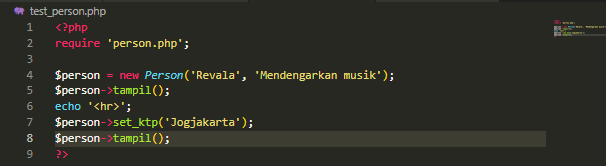 test_person.php
1 <?php
2 require 'person.php';
3
4 $person = new Person('Revala', 'Mendengarkan musik');
5 $person->tampil();
6 echo '<hr>';
7 $person->set_ktp('Jogjakarta');
8 $person->tampil();
9 ?>